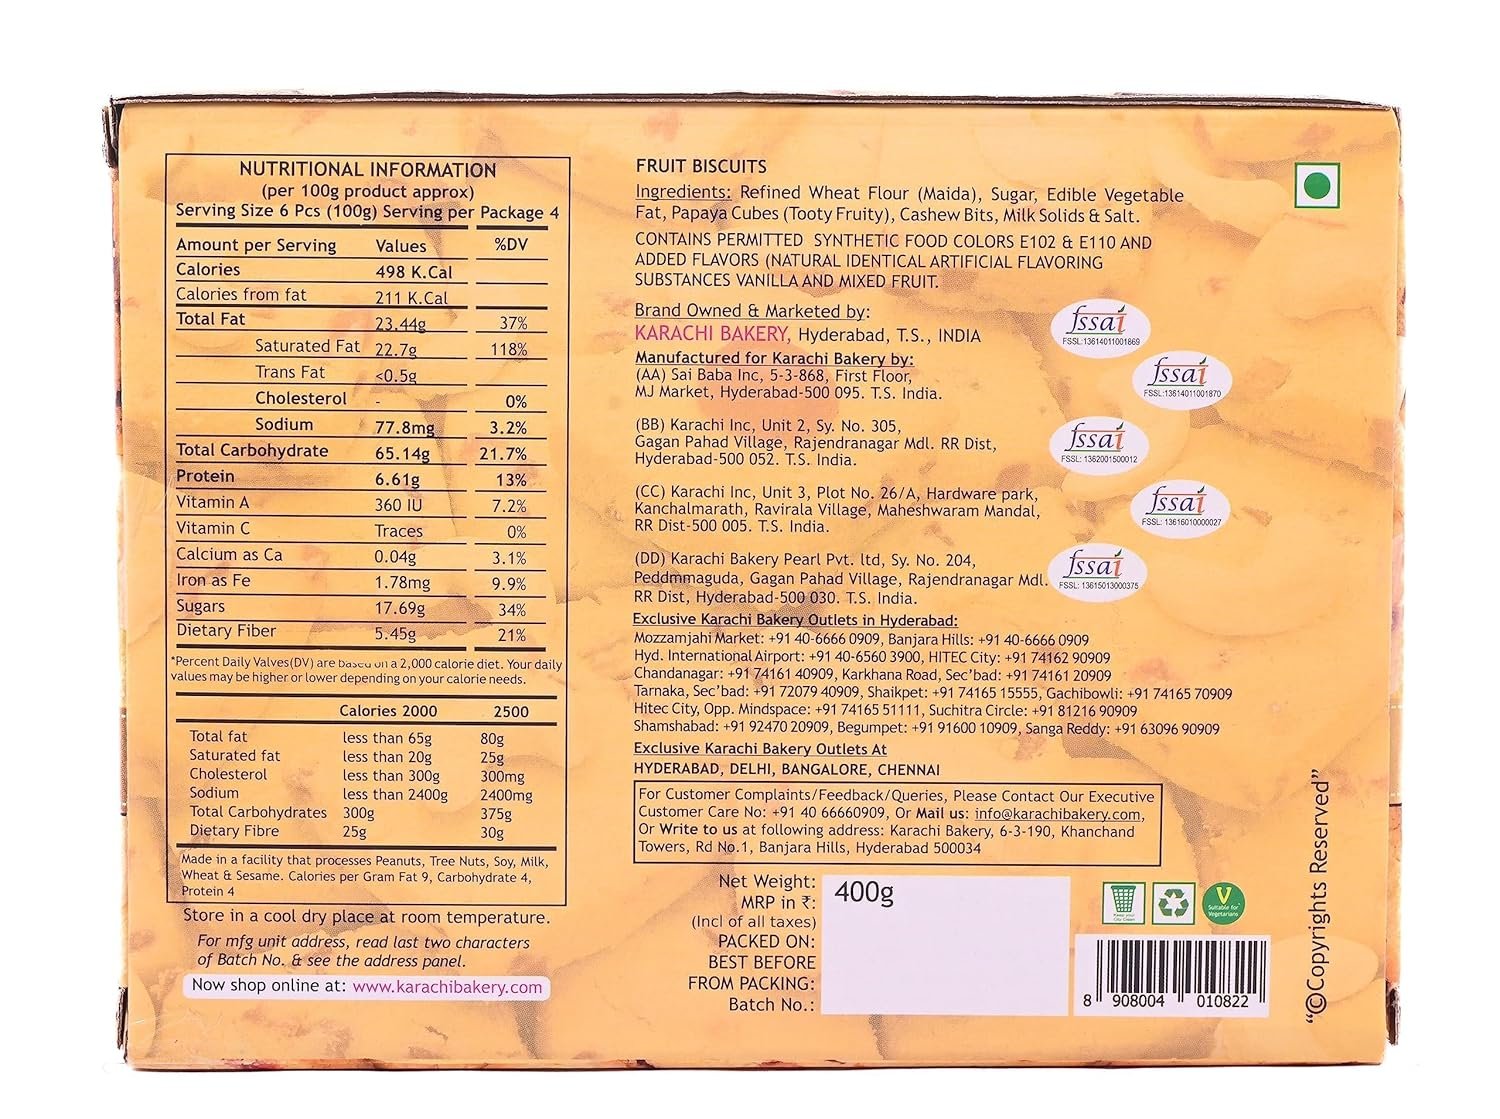 NUTRITIONAL INFORMATION
(per 100g product approx)
Serving Size 6 Pcs (100g) Serving per Package 4
Amount per Serving Values %DV
Calories 498 K.Cal
Calories from fat 211 K.Cal
Total Fat 23.44g 37%
Saturated Fat 22.7g 118%
Trans Fat <0.5g
Cholesterol - 0%
Sodium 77.8mg 3.2%
Total Carbohydrate 65.14g 21.7%
Protein 6.61g 13%
Vitamin A 360 IU 7.2%
Vitamin C Traces 0%
Calcium as Ca 0.04g 3.1%
Iron as Fe 1.78mg 9.9%
Sugars 17.69g 34%
Dietary Fiber 5.45g 21%
*Percent Daily Valves(DV) are based on a 2,000 calorie diet. Your daily
values may be higher or lower depending on your calorie needs.
Calories 2000 2500
Total fat less than 65g 80g
Saturated fat less than 20g 25g
Cholesterol less than 300g 300mg
Sodium less than 2400g 2400mg
Total Carbohydrates 300g 375g
Dietary Fibre 25g 30g
Made in a facility that processes Peanuts, Tree Nuts, Soy, Milk,
Wheat & Sesame. Calories per Gram Fat 9, Carbohydrate 4,
Protein 4
Store in a cool dry place at room temperature.
For mfg unit address, read last two characters
of Batch No. & see the address panel.
Now shop online at: www.karachibakery.com
FRUIT BISCUITS
Ingredients: Refined Wheat Flour (Maida), Sugar, Edible Vegetable
Fat, Papaya Cubes (Tooty Fruity), Cashew Bits, Milk Solids & Salt.
CONTAINS PERMITTED SYNTHETIC FOOD COLORS E102 & E110 AND
ADDED FLAVORS (NATURAL IDENTICAL ARTIFICIAL FLAVORING
SUBSTANCES VANILLA AND MIXED FRUIT.
Brand Owned & Marketed by:
KARACHI BAKERY, Hyderabad, T.S., INDIA
Manufactured for Karachi Bakery by:
(AA) Sai Baba Inc, 5-3-868, First Floor,
MJ Market, Hyderabad-500 095. T.S. India.
(BB) Karachi Inc, Unit 2, Sy. No. 305,
Gagan Pahad Village, Rajendranagar Mdl. RR Dist,
Hyderabad-500 052. T.S. India.
(CC) Karachi Inc, Unit 3, Plot No. 26/A, Hardware park,
Kanchalmarath, Ravirala Village, Maheshwaram Mandal,
RR Dist-500 005. T.S. India.
(DD) Karachi Bakery Pearl Pvt. ltd, Sy. No. 204,
Peddmmaguda, Gagan Pahad Village, Rajendranagar Mdl.
RR Dist, Hyderabad-500 030. T.S. India.
fssai
FSSL:13614011001869
fssai
FSSL:13614011001870
fssai
FSSL: 1362001500012
fssai
FSSL: 13616010000027
fssai
FSSL: 13615013000375
Exclusive Karachi Bakery Outlets in Hyderabad:
Mozzamjahi Market: +91 40-6666 0909, Banjara Hills: +91 40-6666 0909
Hyd. International Airport: +91 40-6560 3900, HITEC City: +91 74162 90909
Chandanagar: +91 74161 40909, Karkhana Road, Sec'bad: +91 74161 20909
Tarnaka, Sec'bad: +91 72079 40909, Shaikpet: +91 74165 15555, Gachibowli: +91 74165 70909
Hitec City, Opp. Mindspace: +91 74165 51111, Suchitra Circle: +91 81216 90909
Shamshabad: +91 92470 20909, Begumpet: +91 91600 10909, Sanga Reddy: +91 63096 90909
Exclusive Karachi Bakery Outlets At
HYDERABAD, DELHI, BANGALORE, CHENNAI
For Customer Complaints/Feedback/Queries, Please Contact Our Executive
Customer Care No: +91 40 66660909, Or Mail us: info@karachibakery.com,
Or Write to us at following address: Karachi Bakery, 6-3-190, Khanchand
Towers, Rd No.1, Banjara Hills, Hyderabad 500034
Net Weight: 400g
MRP in ₹:
(Incl of all taxes)
PACKED ON:
BEST BEFORE
FROM PACKING:
Batch No.:
Keep your
City Clean
V
Suitable for
Vegetarians
8 908004 010822
"©Copyrights Reserved"